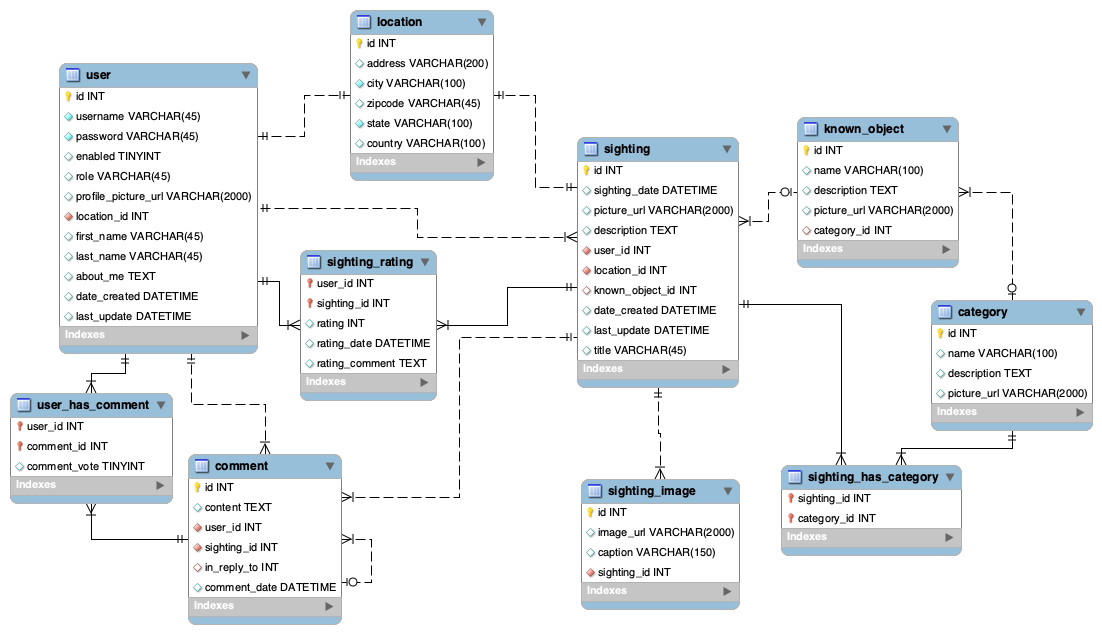 location
id INT
address VARCHAR(200)
city VARCHAR(100)
zipcode VARCHAR(45)
state VARCHAR(100)
country VARCHAR(100)
Indexes
user
id INT
username VARCHAR(45)
password VARCHAR(45)
enabled TINYINT
role VARCHAR(45)
profile_picture_url VARCHAR(2000)
location_id INT
first_name VARCHAR(45)
last_name VARCHAR(45)
about_me TEXT
date_created DATETIME
last_update DATETIME
Indexes
sighting
id INT
sighting_date DATETIME
picture_url VARCHAR(2000)
description TEXT
user_id INT
location_id INT
known_object_id INT
date_created DATETIME
last_update DATETIME
title VARCHAR(45)
Indexes
known_object
id INT
name VARCHAR(100)
description TEXT
picture_url VARCHAR(2000)
category_id INT
Indexes
sighting_rating
user_id INT
sighting_id INT
rating INT
rating_date DATETIME
rating_comment TEXT
Indexes
category
id INT
name VARCHAR(100)
description TEXT
picture_url VARCHAR(2000)
Indexes
user_has_comment
user_id INT
comment_id INT
comment_vote TINYINT
Indexes
comment
id INT
content TEXT
user_id INT
sighting_id INT
in_reply_to INT
comment_date DATETIME
Indexes
sighting_image
id INT
image_url VARCHAR(2000)
caption VARCHAR(150)
sighting_id INT
Indexes
sighting_has_category
sighting_id INT
category_id INT
Indexes